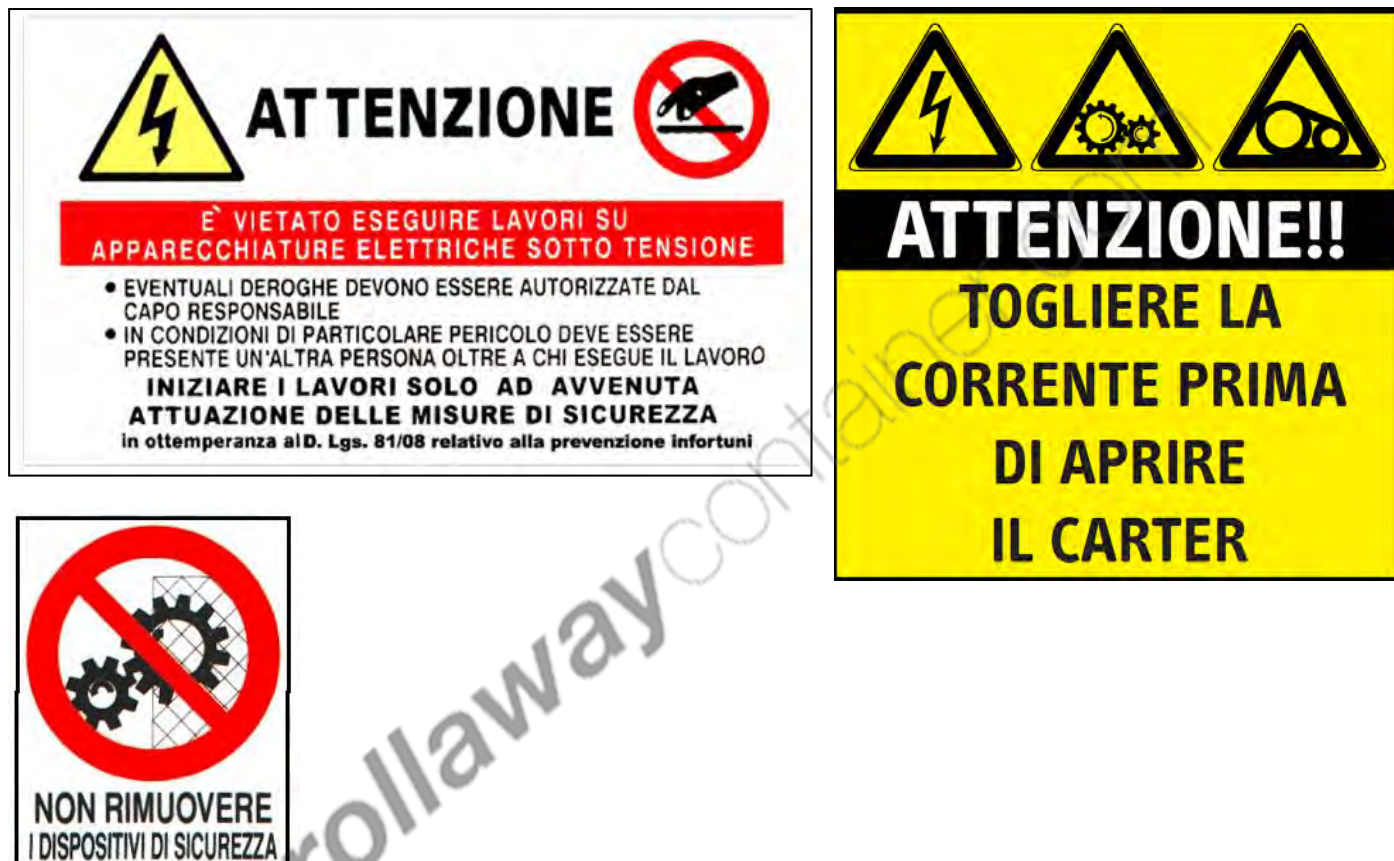 ATTENZIONE
E` VIETATO ESEGUIRE LAVORI SU
APPARECCHIATURE ELETTRICHE SOTTO TENSIONE
• EVENTUALI DEROGHE DEVONO ESSERE AUTORIZZATE DAL
CAPO RESPONSABILE
• IN CONDIZIONI DI PARTICOLARE PERICOLO DEVE ESSERE
PRESENTE UN'ALTRA PERSONA OLTRE A CHI ESEGUE IL LAVORO
INIZIARE I LAVORI SOLO AD AVVENUTA
ATTUAZIONE DELLE MISURE DI SICUREZZA
in ottemperanza al D. Lgs. 81/08 relativo alla prevenzione infortuni
ATTENZIONE!!
TOGLIERE LA
CORRENTE PRIMA
DI APRIRE
IL CARTER
NON RIMUOVERE
I DISPOSITIVI DI SICUREZZA
rollawaycontainer.com